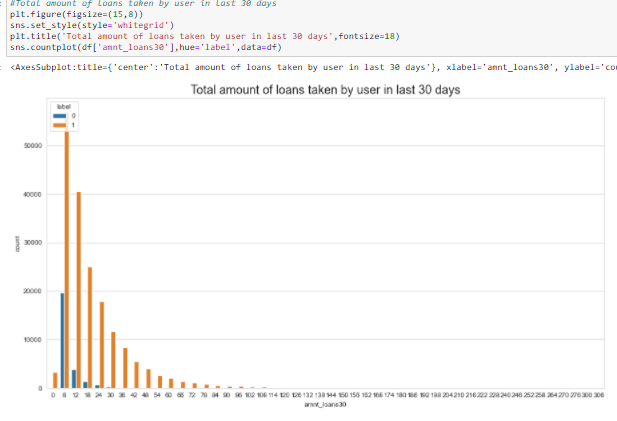 #Total amount of loans taken by user in last 30 days
plt.figure(figsize=(15,8))
sns.set_style(style='whitegrid')
plt.title('Total amount of loans taken by user in last 30 days',fontsize=18)
sns.countplot(df['amnt_loans30'],hue='label',data=df)
<AxesSubplot:title={'center':'Total amount of loans taken by user in last 30 days'}, xlabel='amnt_loans30', ylabel='cou
Total amount of loans taken by user in last 30 days
label
0
1
50000
40000
30000
20000
10000
0
count
0 6 12 18 24 30 36 42 48 54 60 66 72 78 84 90 96 102 108 114 120 126 132 138 144 150 156 162 168 174 180 186 192 198 204 210 216 222 228 240 246 252 258 264 270 276 300 306
amnt_loans30